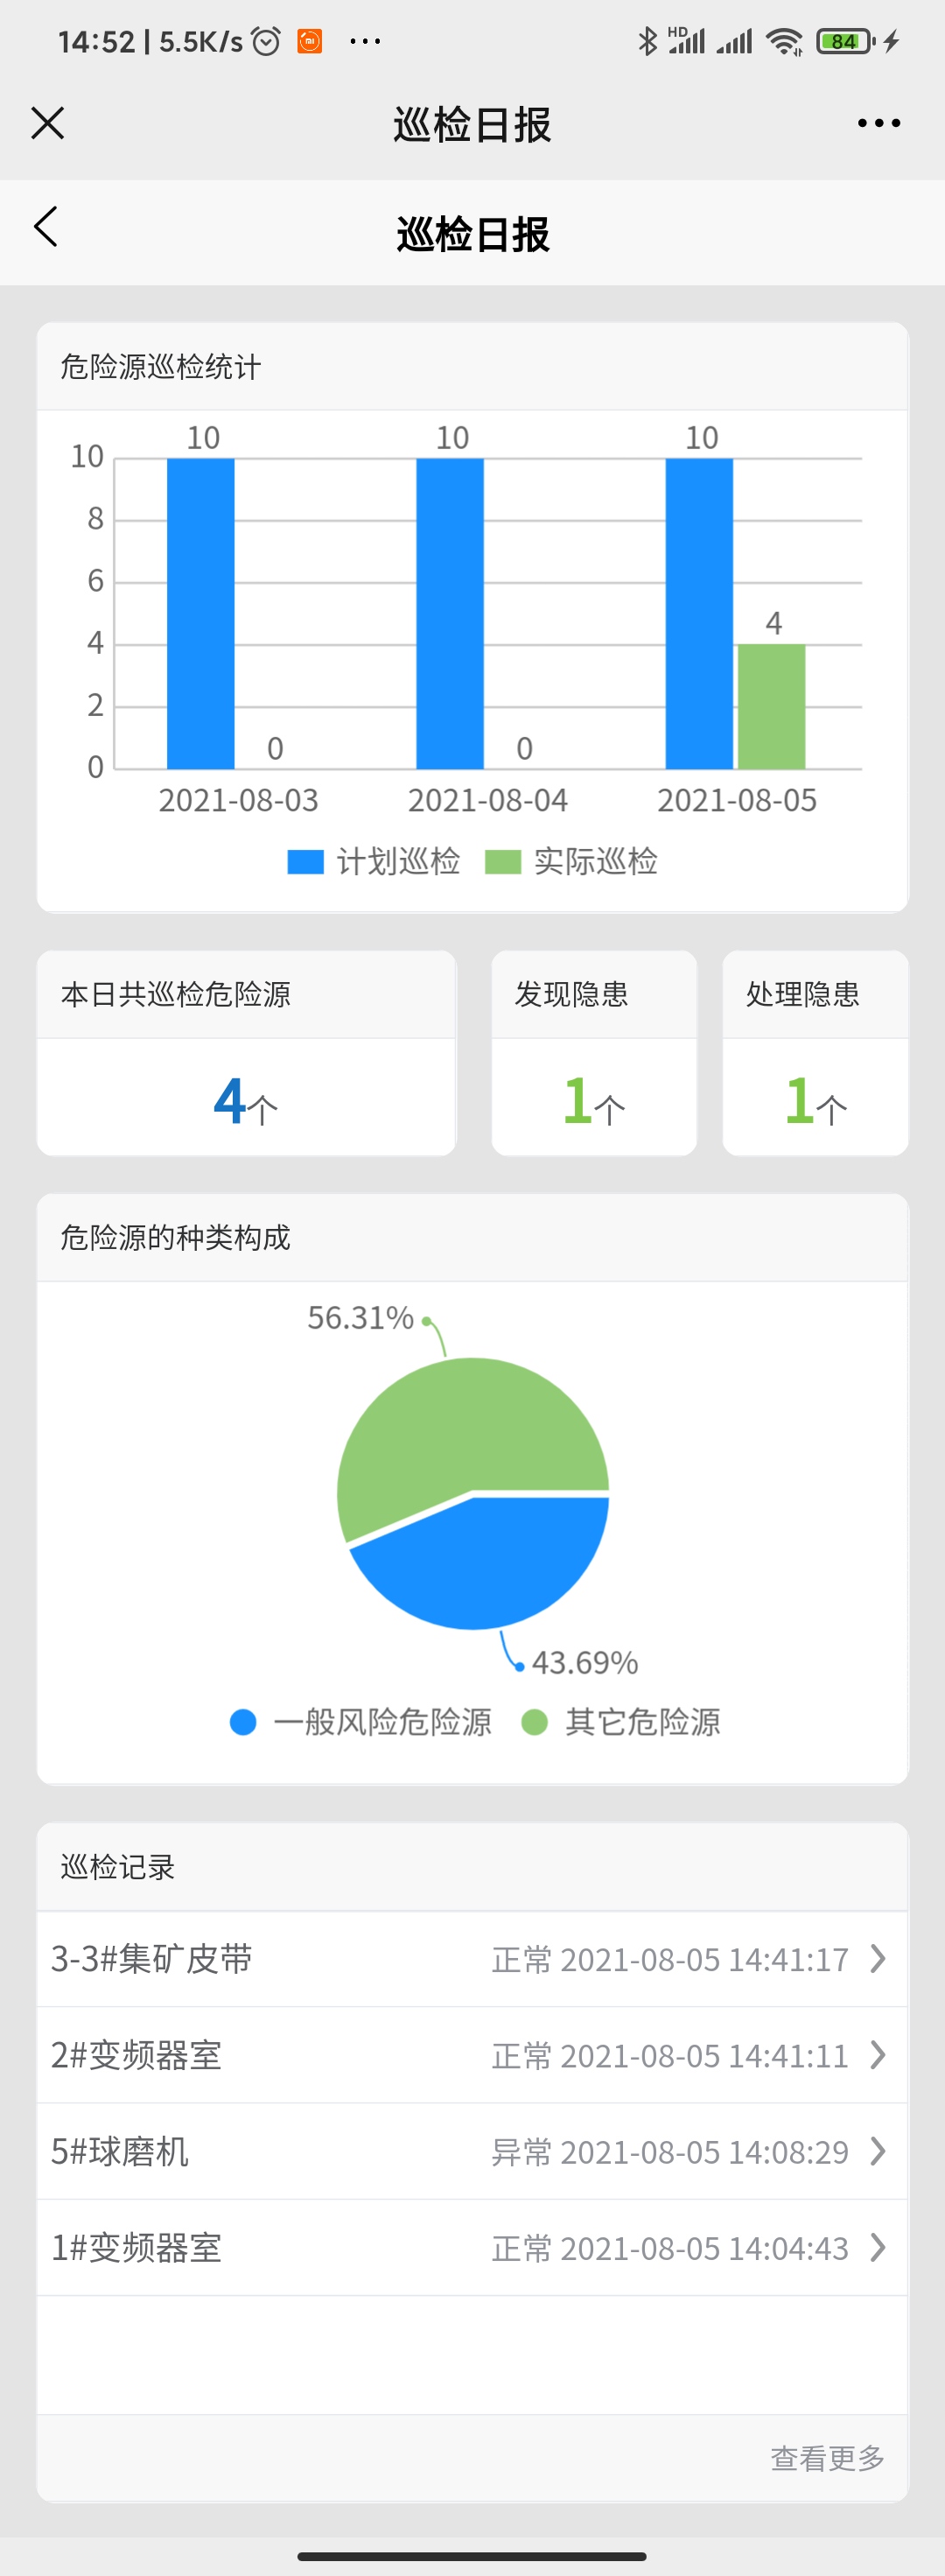 14:52 | 5.5K/s ... HD 84
巡检日报
巡检日报
危险源巡检统计
10 10 10
10
8
6
4
4
2
0 0
0
2021-08-03 2021-08-04 2021-08-05
计划巡检 实际巡检
本日共巡检危险源 发现隐患 处理隐患
4个 1个 1个
危险源的种类构成
56.31%
43.69%
一般风险危险源 其它危险源
巡检记录
3-3#集矿皮带 正常 2021-08-05 14:41:17
2#变频器室 正常 2021-08-05 14:41:11
5#球磨机 异常 2021-08-05 14:08:29
1#变频器室 正常 2021-08-05 14:04:43
查看更多